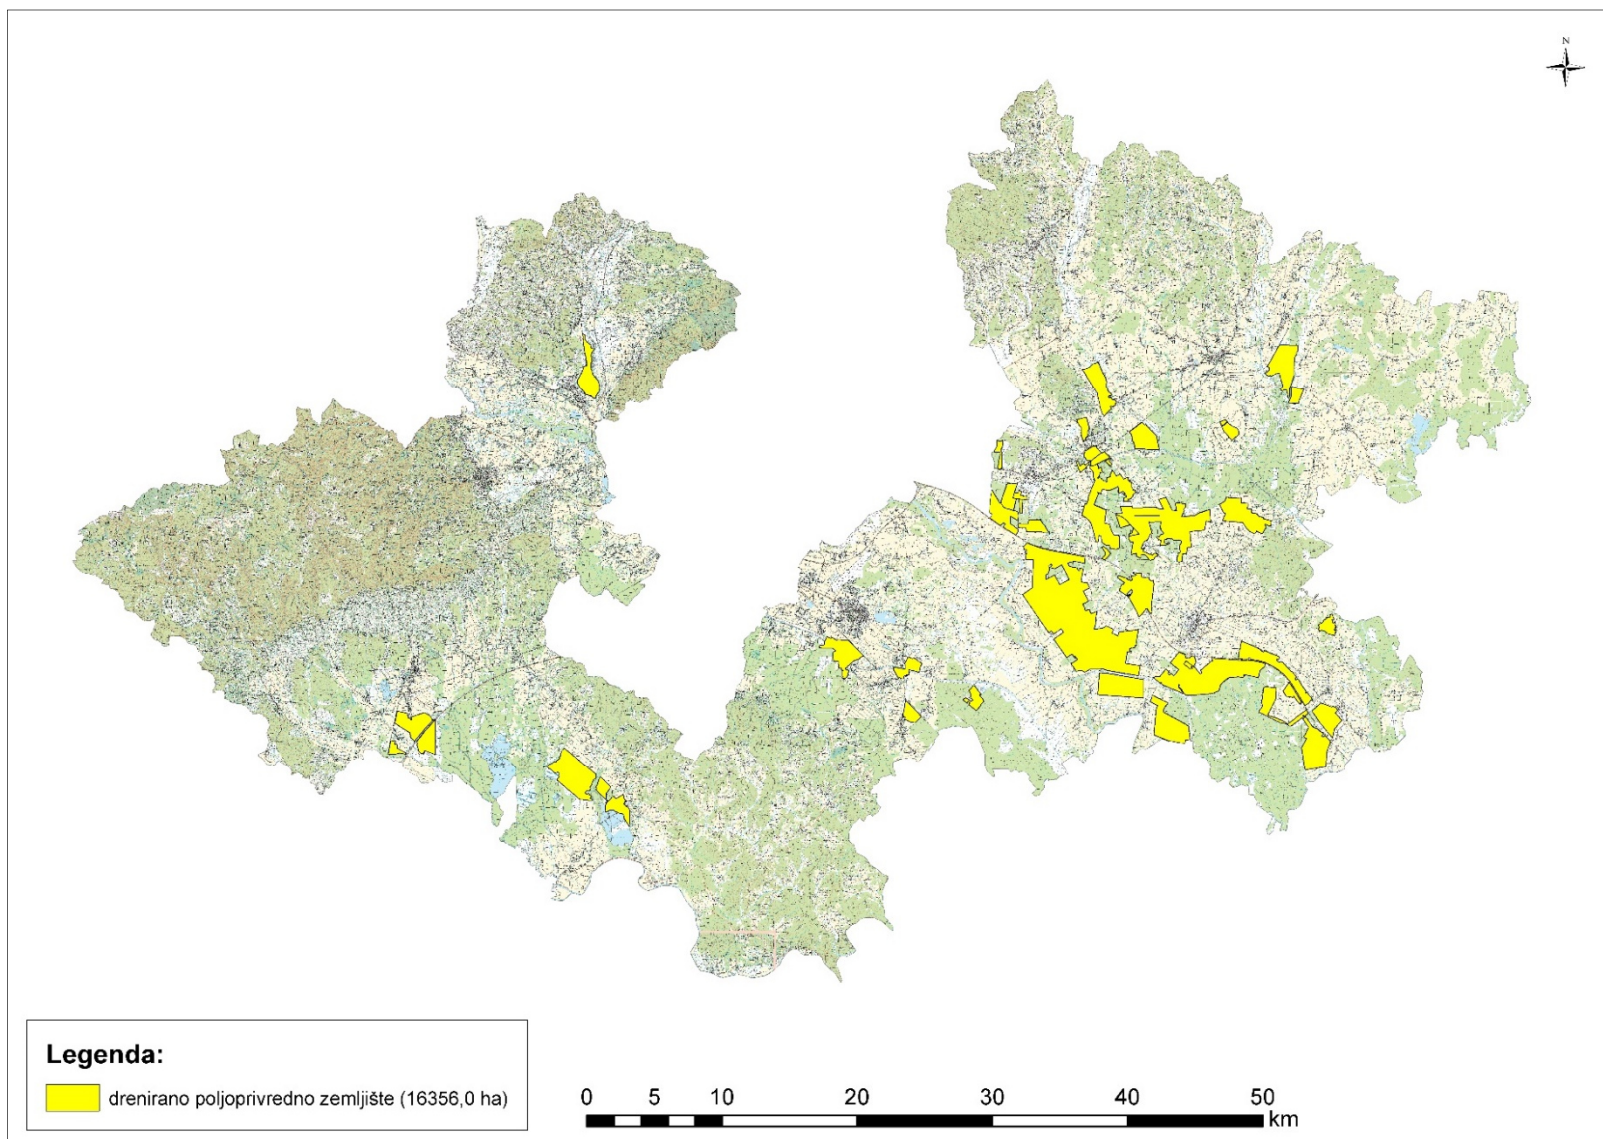 N
Legenda:
drenirano poljoprivredno zemljište (16356,0 ha)
0 5 10 20 30 40 50
km